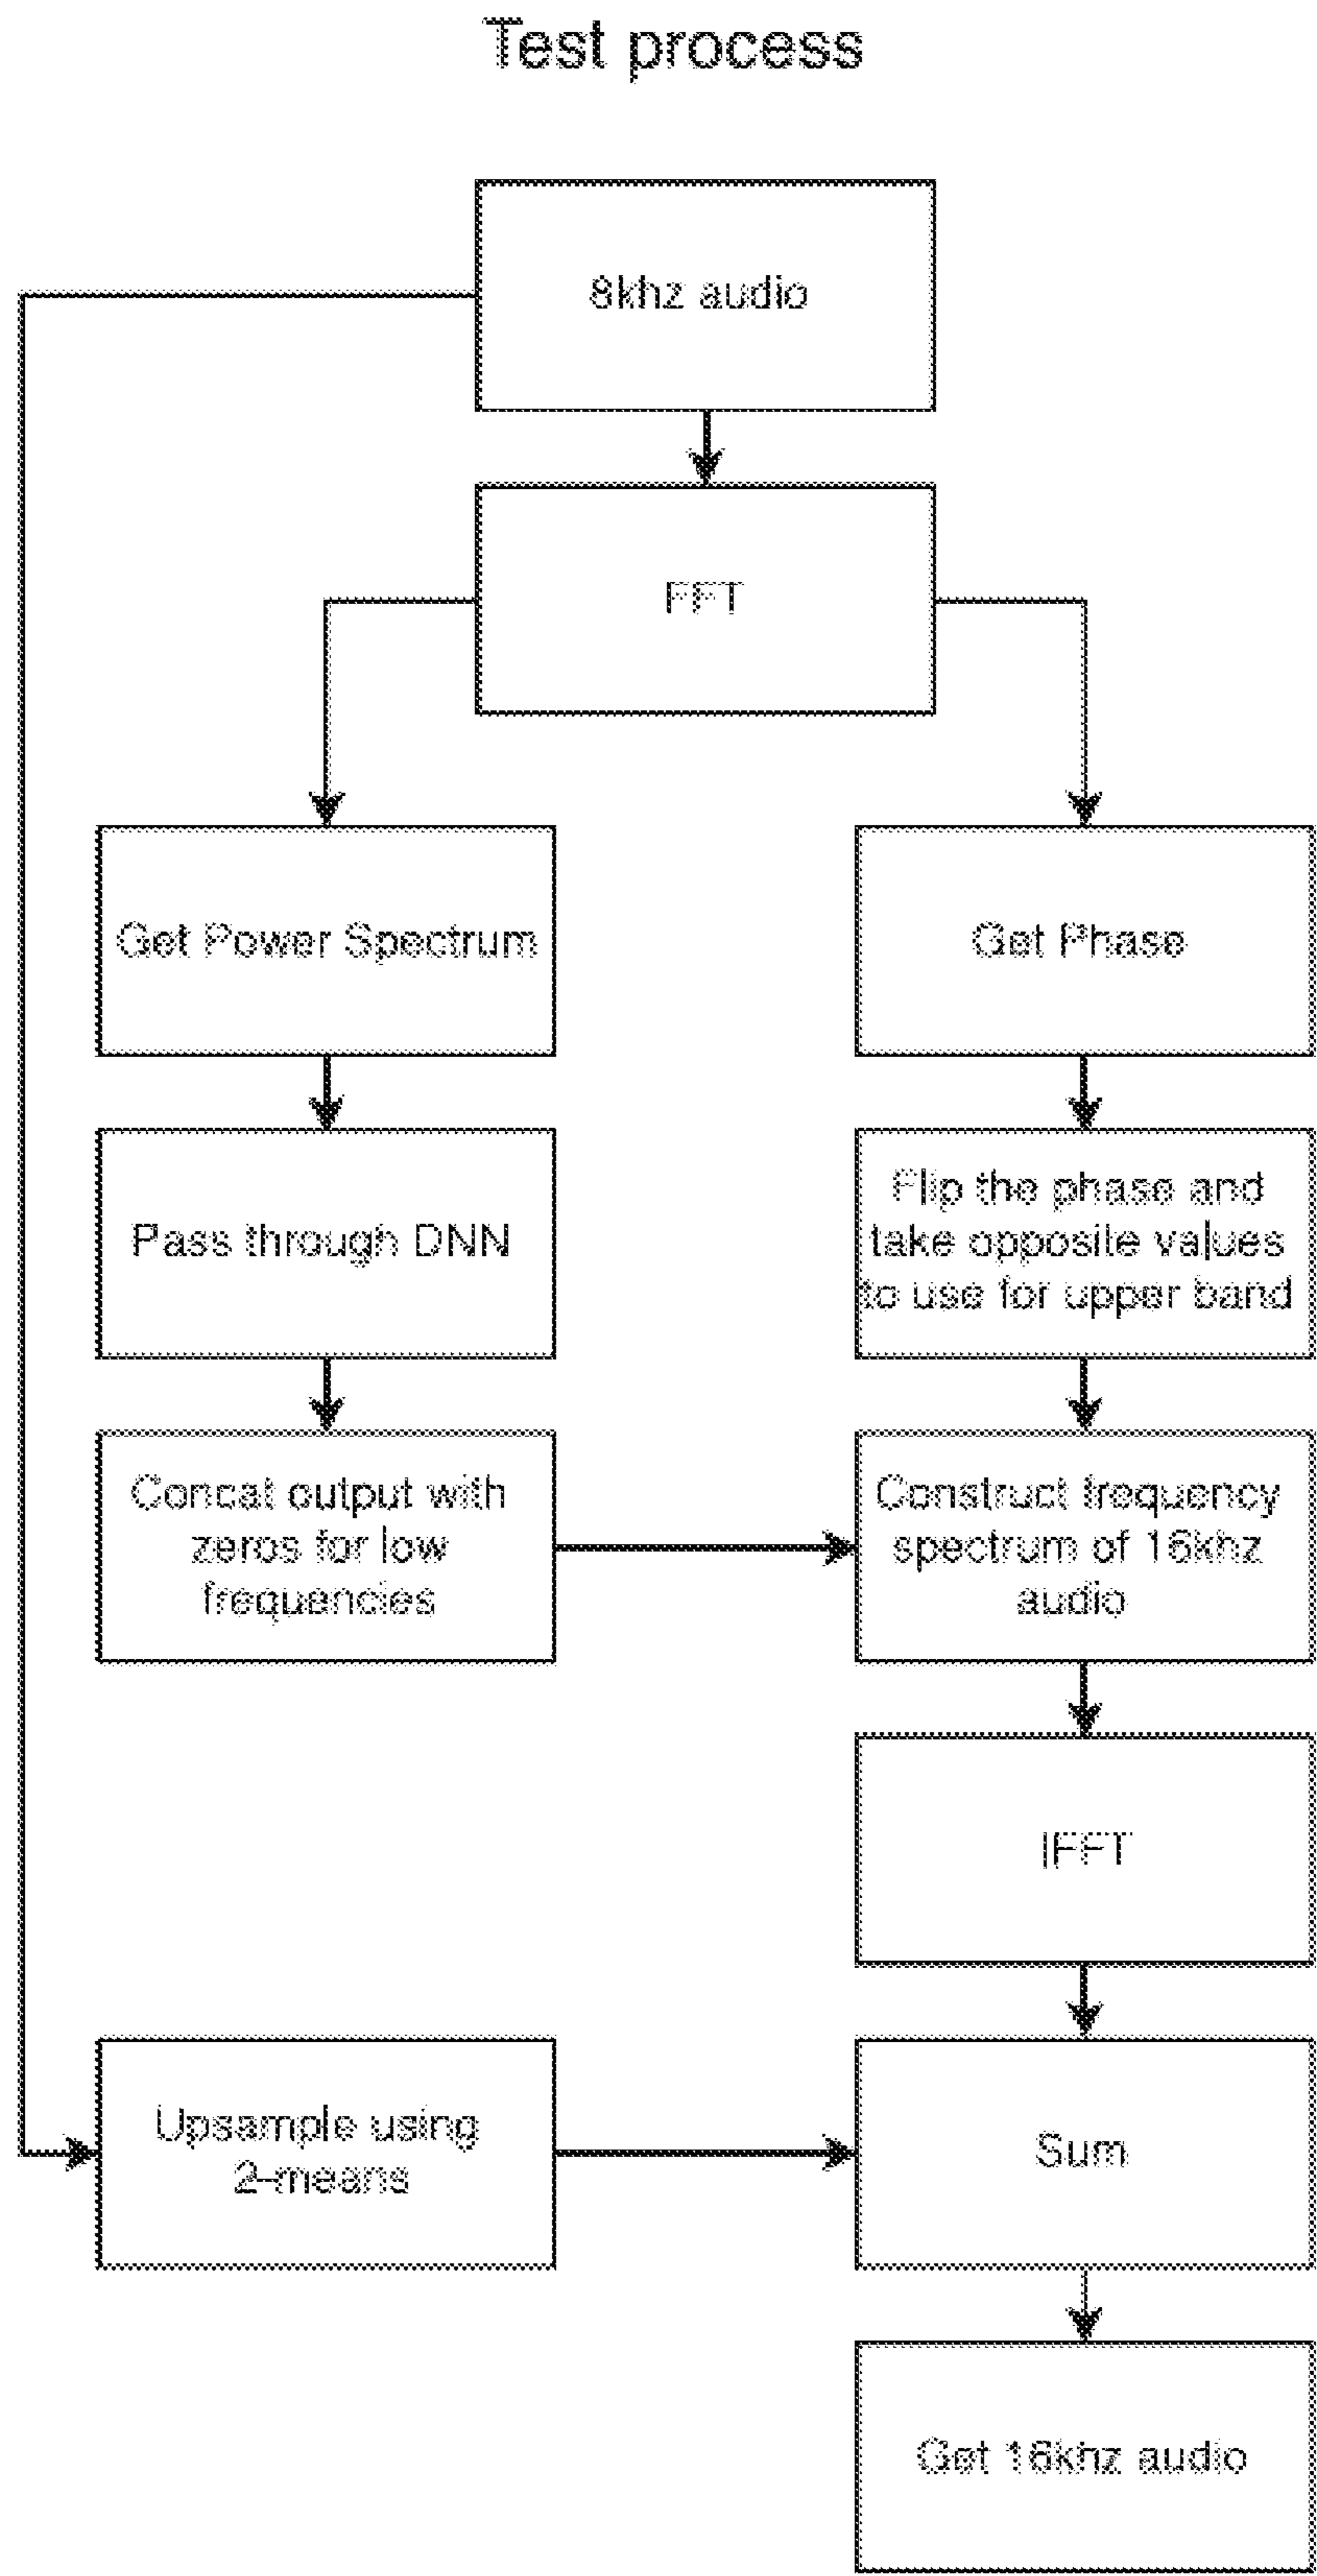 Test process
8khz audio
FFT
Get Power Spectrum
Get Phase
Pass through DNN
Flip the phase and
take opposite values
to use for upper band
Concat output with
zeros for low
frequencies
Construct frequency
spectrum of 16khz
audio
IFFT
Upsample using
2-means
Sum
Get 16khz audio